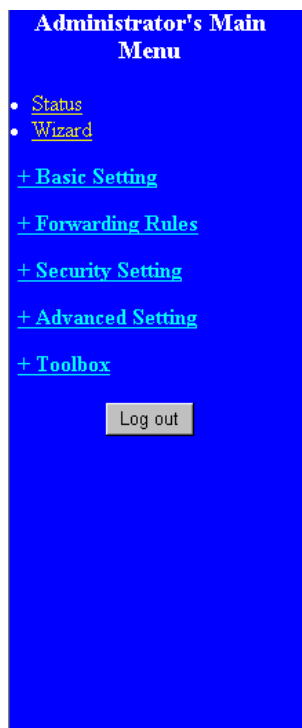 Administrator's Main
Menu
Status
Wizard
+ Basic Setting
+ Forwarding Rules
+ Security Setting
+ Advanced Setting
+ Toolbox
Log out